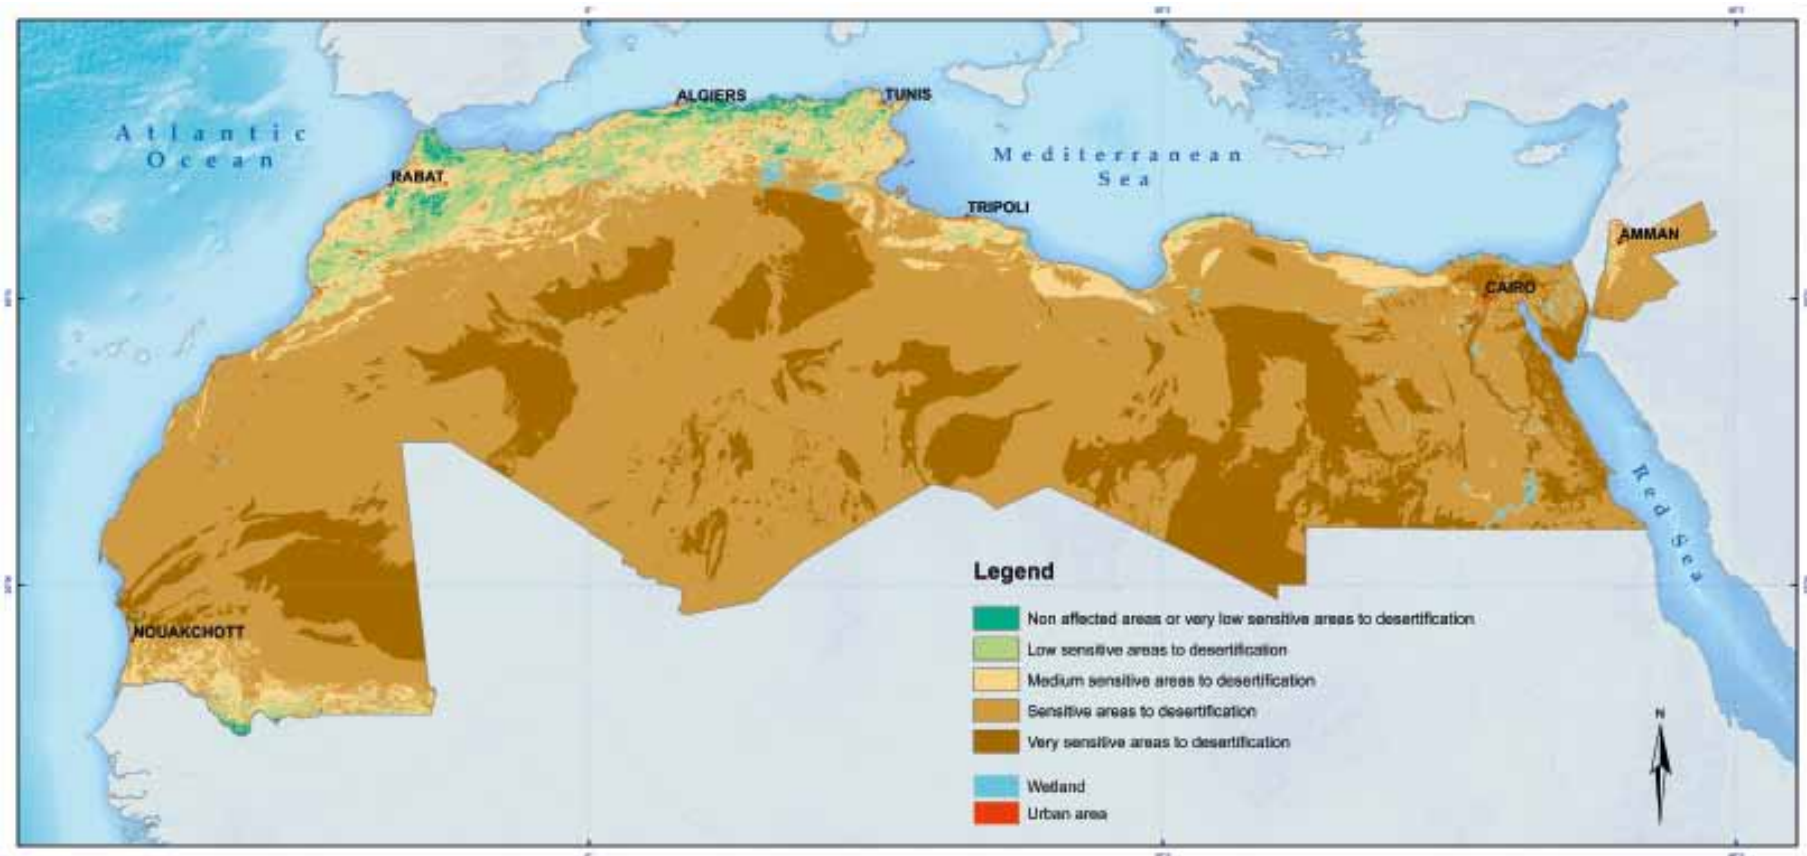 ALGIERS
TUNIS
Atlantic
Ocean
Mediterranean
Sea
RABAT
TRIPOLI
AMMAN
CAIRO
Red Sea
NOUAKCHOTT
Legend
Non affected areas or very low sensitive areas to desertification
Low sensitive areas to desertification
Medium sensitive areas to desertification
Sensitive areas to desertification
Very sensitive areas to desertification
Wetland
Urban area
N